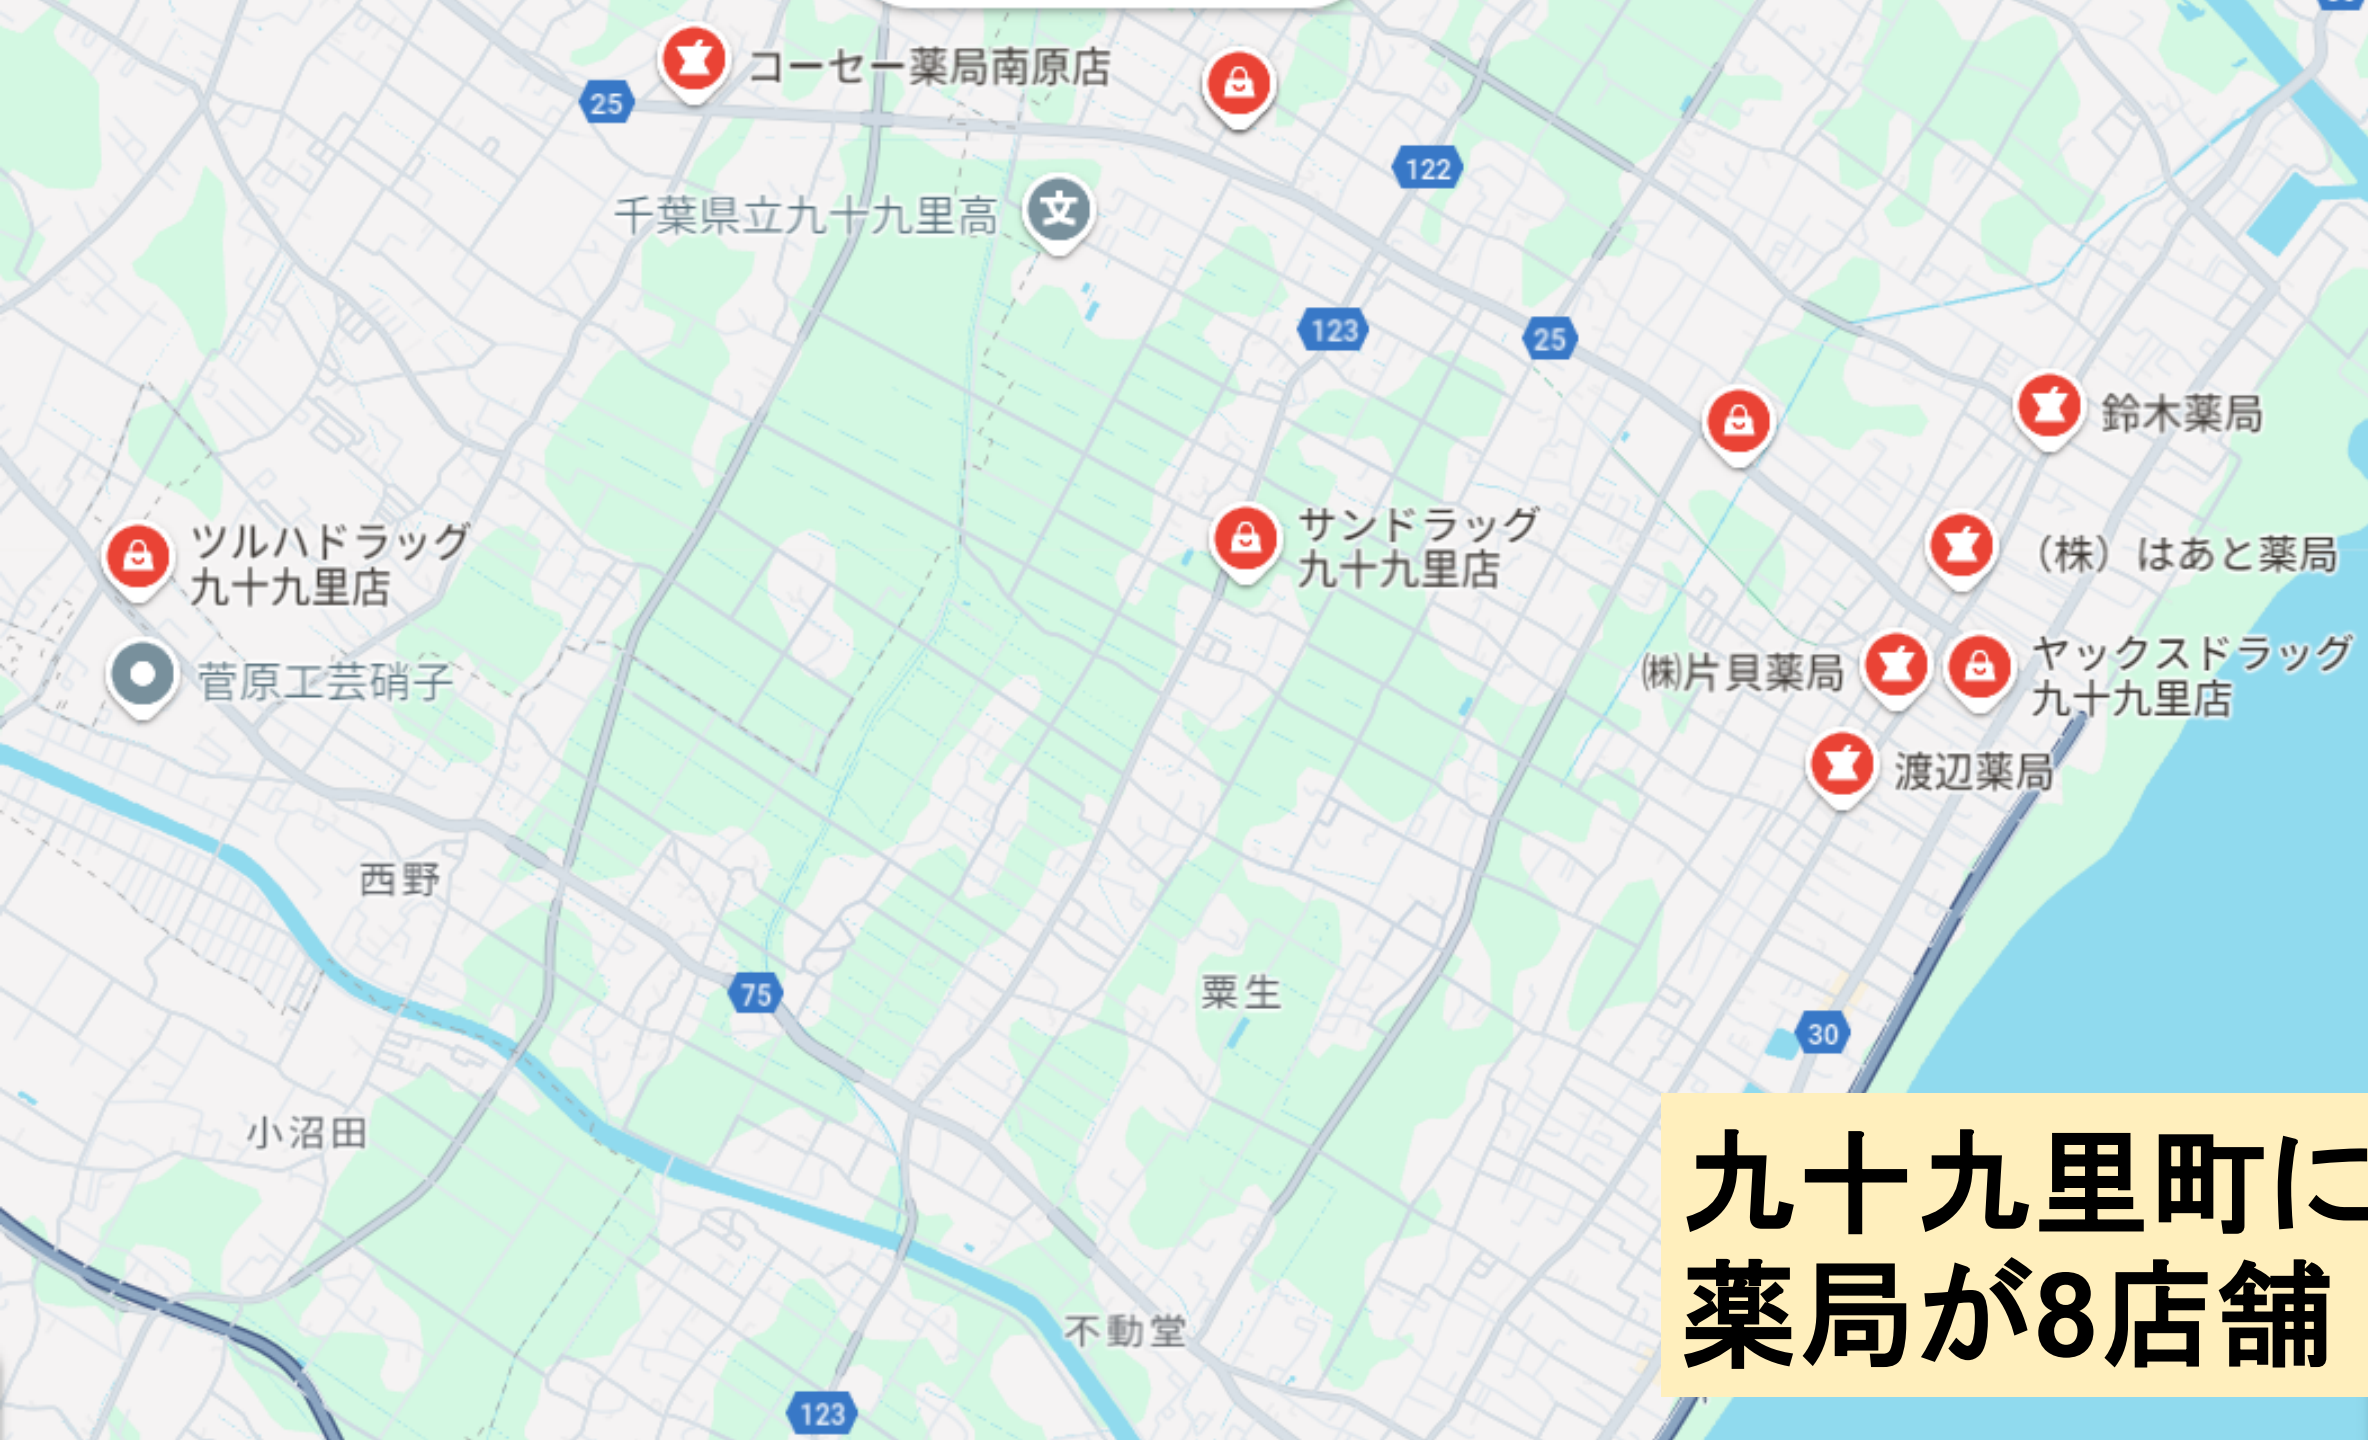 コーセー薬局南原店
25
122
千葉県立九十九里高
文
123
25
鈴木薬局
ツルハドラッグ
九十九里店
サンドラッグ
九十九里店
（株）はあと薬局
菅原工芸硝子
㈱片貝薬局
ヤックスドラッグ
九十九里店
渡辺薬局
西野
75
粟生
30
小沼田
不動堂
123
九十九里町に
薬局が8店舗